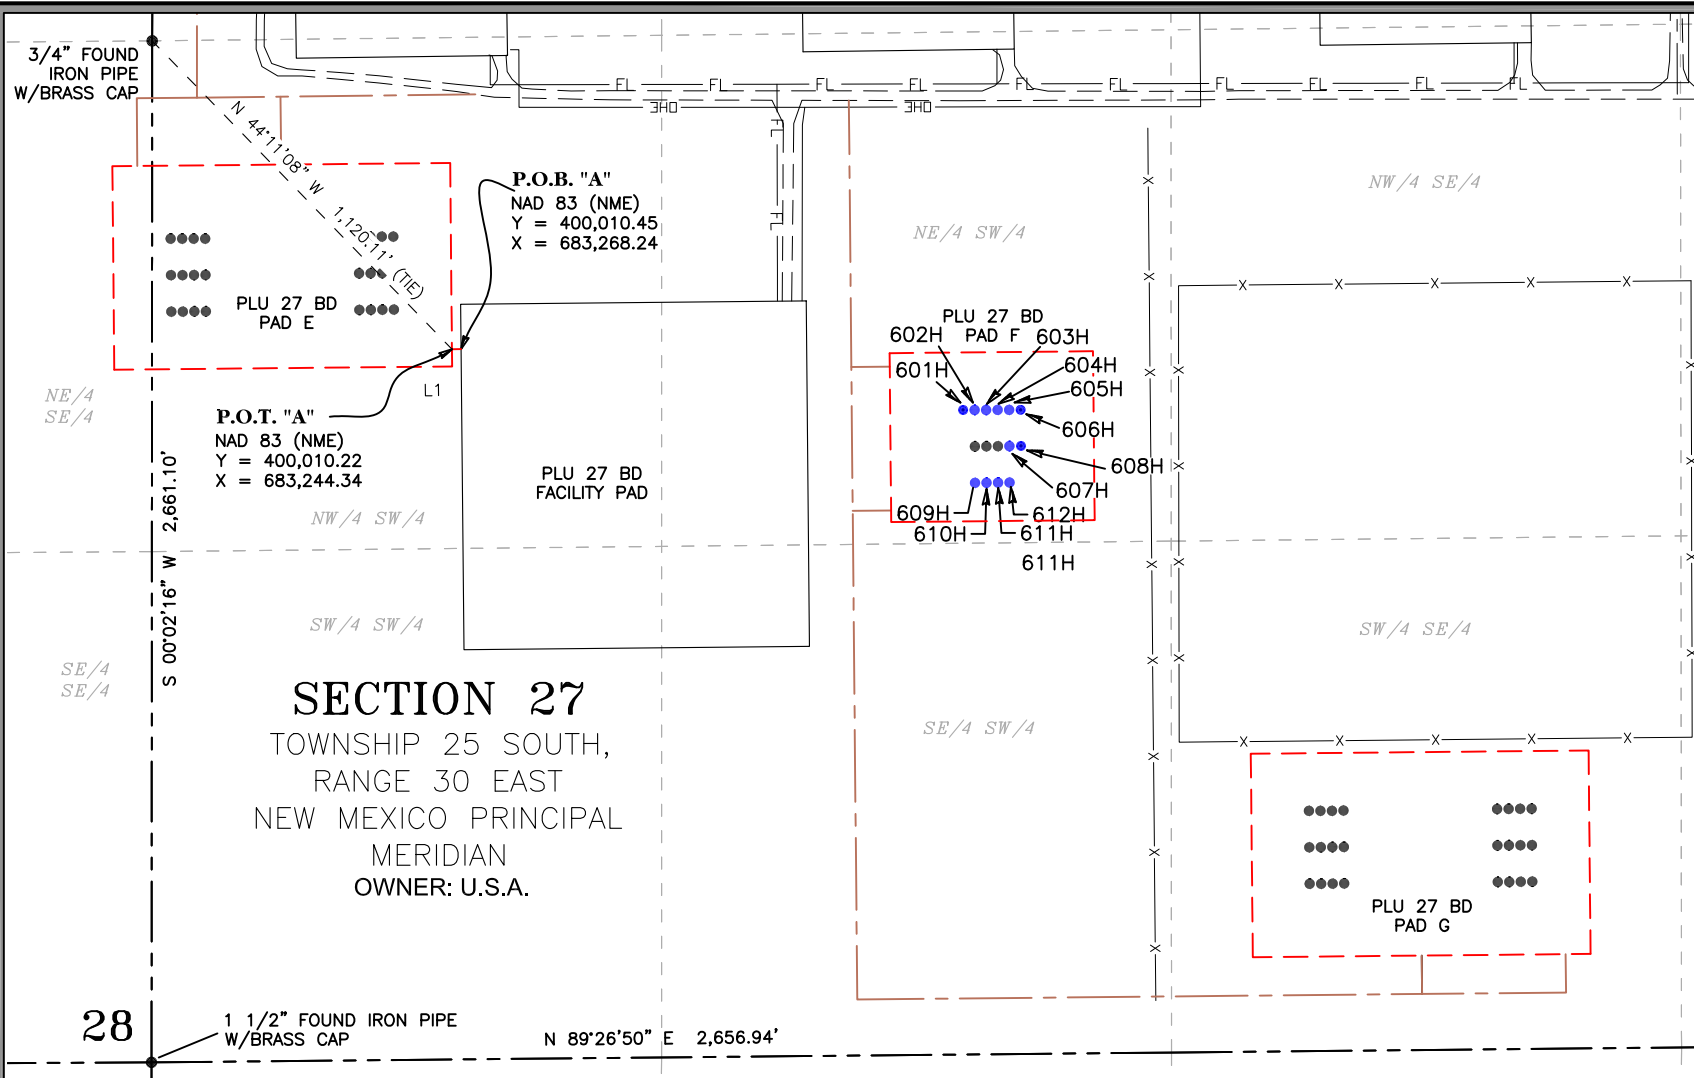 3/4" FOUND
IRON PIPE
W/BRASS CAP
FL FL FL FL FL FL FL FL FL
OHE OHE
FL
FL
N 44°11'08" W 1,120.11' (TIE)
P.O.B. "A"
NAD 83 (NME)
Y = 400,010.45
X = 683,268.24
NW/4 SE/4
NE/4 SW/4
PLU 27 BD
PAD E
PLU 27 BD
PAD F
602H
603H
601H
604H
605H
606H
608H
607H
609H
612H
610H
611H
611H
L1
NE/4
SE/4
P.O.T. "A"
NAD 83 (NME)
Y = 400,010.22
X = 683,244.34
PLU 27 BD
FACILITY PAD
NW/4 SW/4
S 00°02'16" W 2,661.10'
SW/4 SW/4
SW/4 SE/4
SE/4
SE/4
SE/4 SW/4
SECTION 27
TOWNSHIP 25 SOUTH,
RANGE 30 EAST
NEW MEXICO PRINCIPAL
MERIDIAN
OWNER: U.S.A.
PLU 27 BD
PAD G
28
1 1/2" FOUND IRON PIPE
W/BRASS CAP
N 89°26'50" E 2,656.94'
X X X X X
X X X X X
X X X X X X X X X
X X X X
X X X X